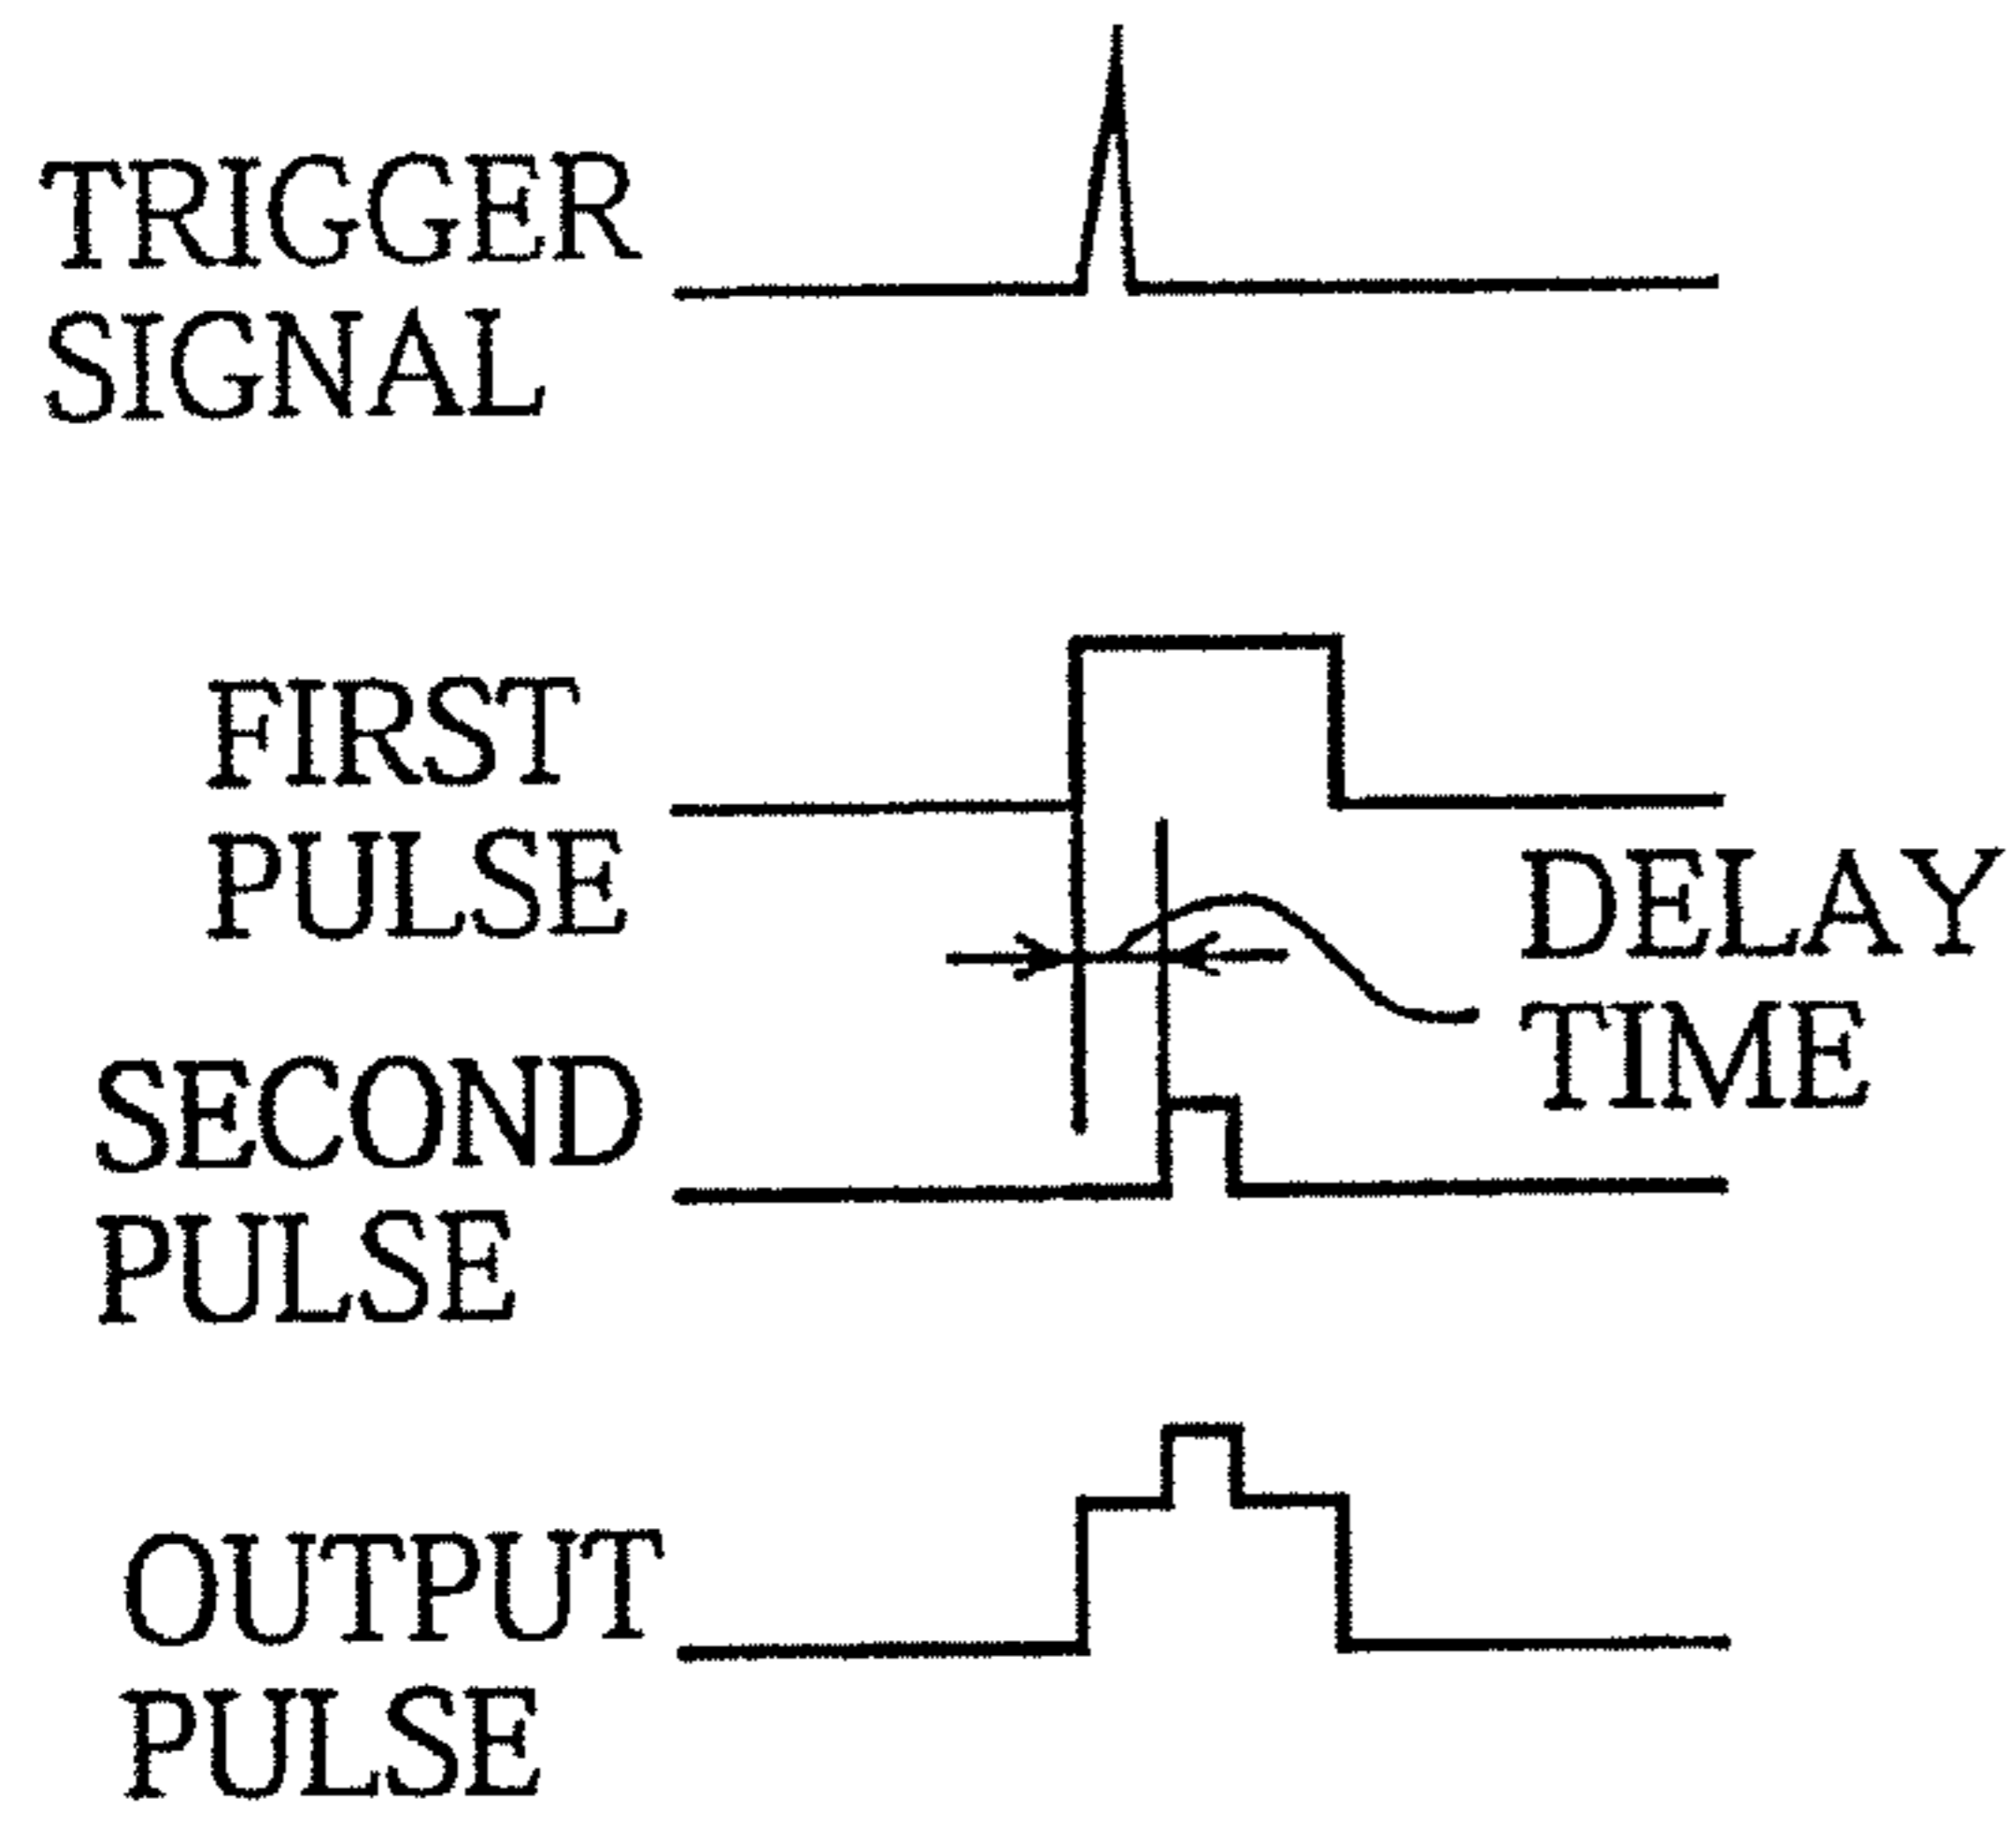 TRIGGER
SIGNAL
FIRST
PULSE
DELAY
TIME
SECOND
PULSE
OUTPUT
PULSE